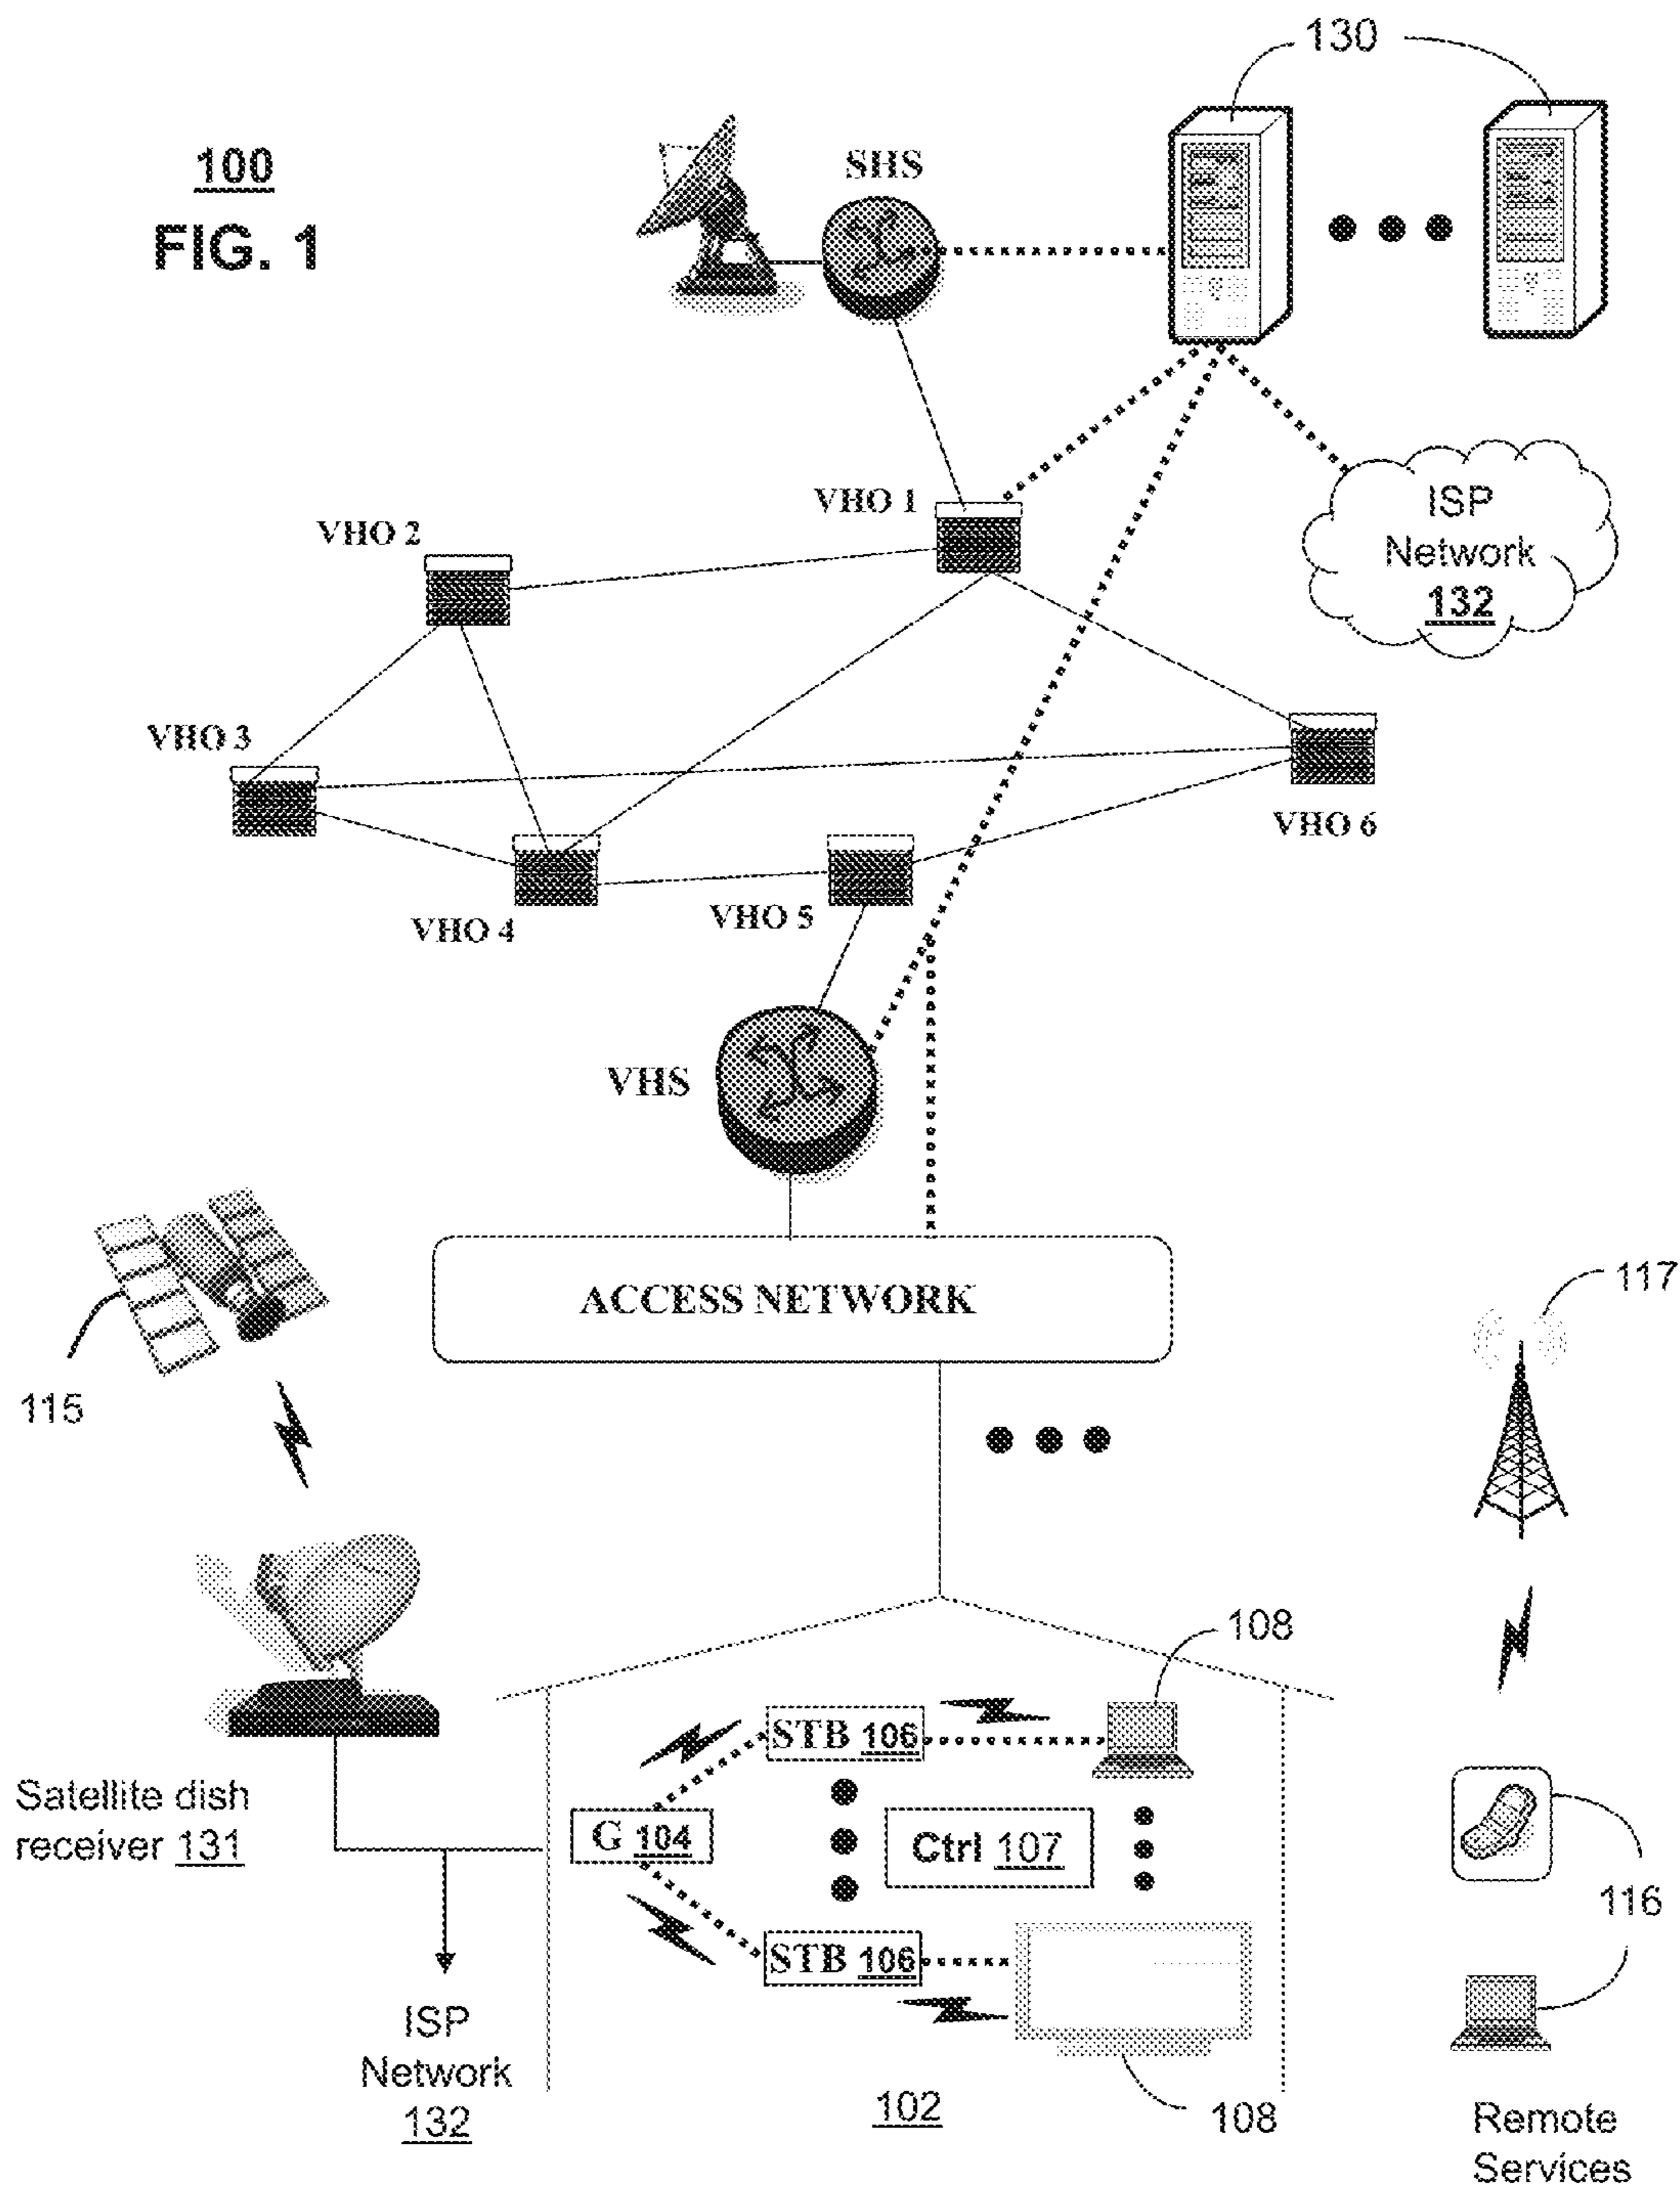 130
100
FIG. 1
SHS
ISP
Network
132
VHO 1
VHO 2
VHO 3
VHO 6
VHO 4
VHO 5
VHS
ACCESS NETWORK
117
115
108
STB 106
Satellite dish
receiver 131
G 104
Ctrl 107
116
STB 106
ISP
Network
132
102
108
Remote
Services